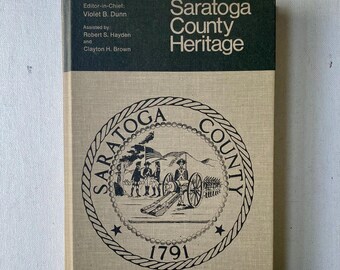 Editor-in-Chief:
Violet B. Dunn
Assisted by:
Robert S. Hayden
and
Clayton H. Brown
Saratoga
County
Heritage
SARATOGA COUNTY
1791